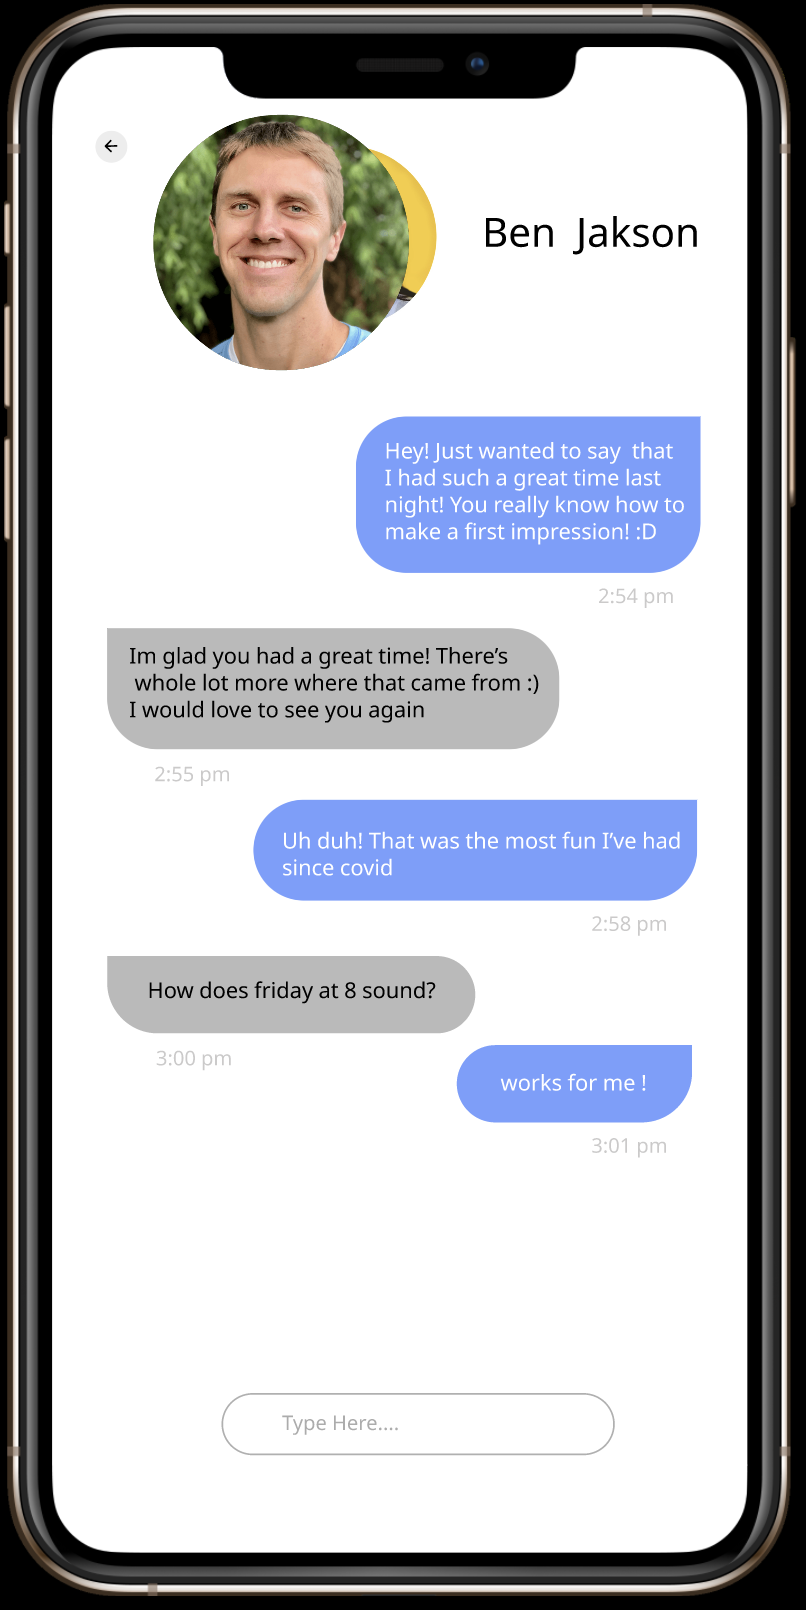 Ben Jakson
Hey! Just wanted to say that
I had such a great time last
night! You really know how to
make a first impression! :D
2:54 pm
Im glad you had a great time! There’s
whole lot more where that came from :)
I would love to see you again
2:55 pm
Uh duh! That was the most fun I’ve had
since covid
2:58 pm
How does friday at 8 sound?
3:00 pm
works for me !
3:01 pm
Type Here....